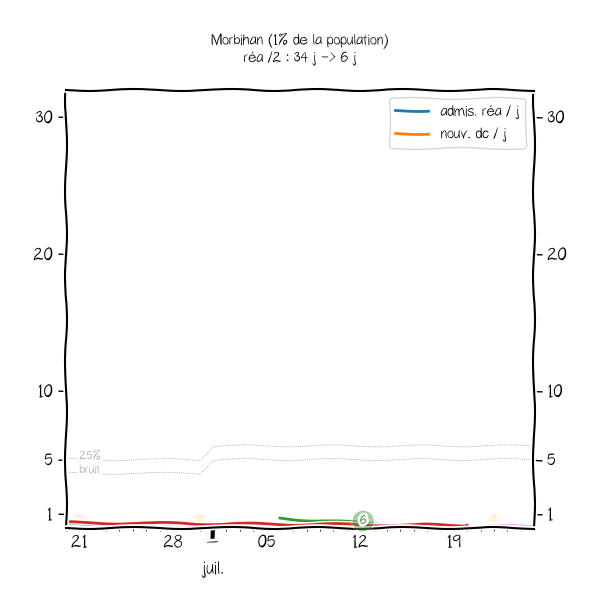 Morbihan (1% de la population)
réa /2 : 34 j -> 6 j
admis. réa / j
nouv. dc / j
30 30
20 20
10 10
25%
5 5
bruit
1 6 1
21 28 1 05 12 19
juil.